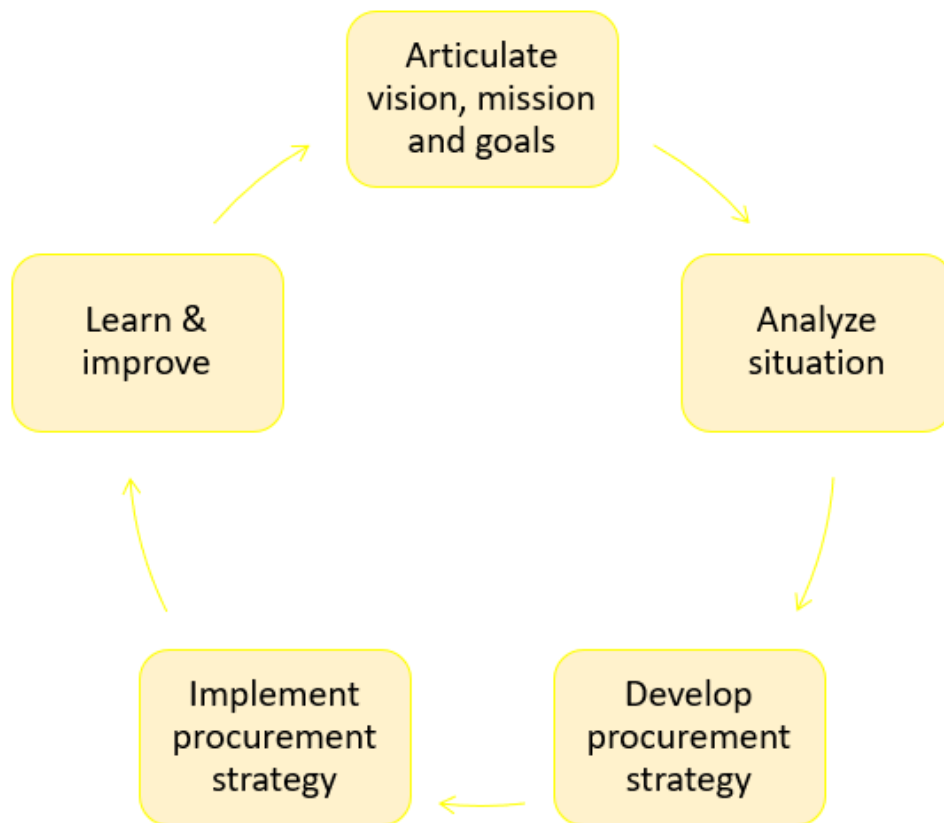 Articulate
vision, mission
and goals
Analyze
situation
Develop
procurement
strategy
Implement
procurement
strategy
Learn &
improve